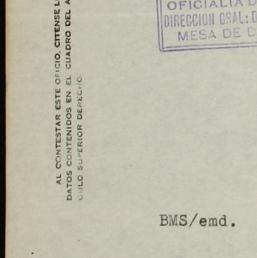 OFICIALIA D
DIRECCION GRAL: D
MESA DE D
AL CONTESTAR ESTE OFICIO, CITENSE L
DATOS CONTENIDOS EN EL CUADRO DEL A
GULO SUPERIOR DERECHO.
BMS/emd.